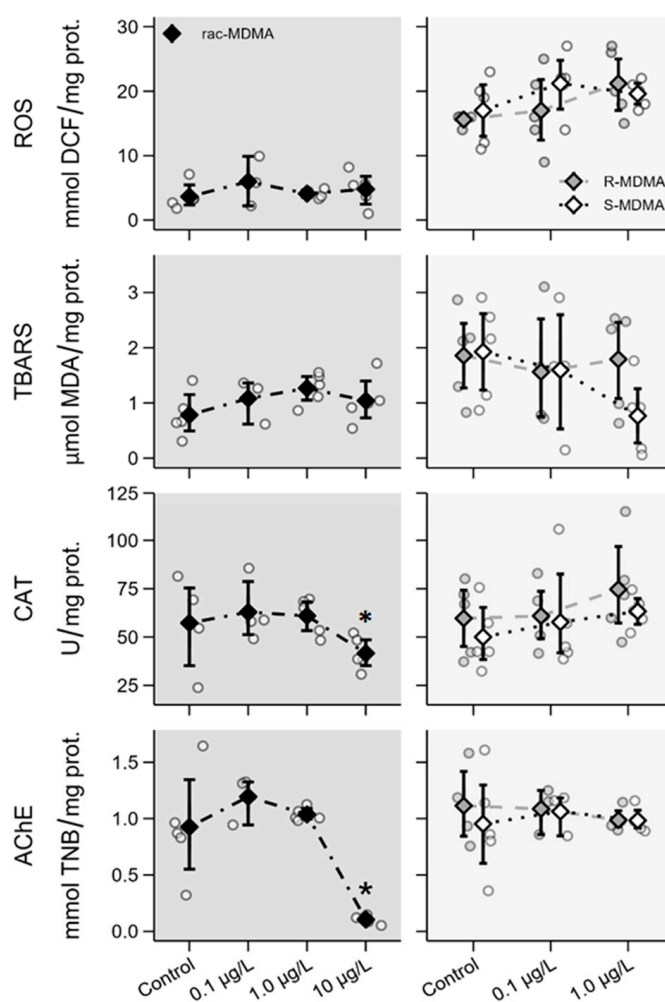 rac-MDMA
ROS
mmol DCF/mg prot.
30
20
10
0
R-MDMA
S-MDMA
TBARS
µmol MDA/mg prot.
3
2
1
0
CAT
U/mg prot.
125
100
75
50
25
*
AChE
mmol TNB/mg prot.
1.5
1.0
0.5
0.0
*
Control
0.1 µg/L
1.0 µg/L
10 µg/L
Control
0.1 µg/L
1.0 µg/L